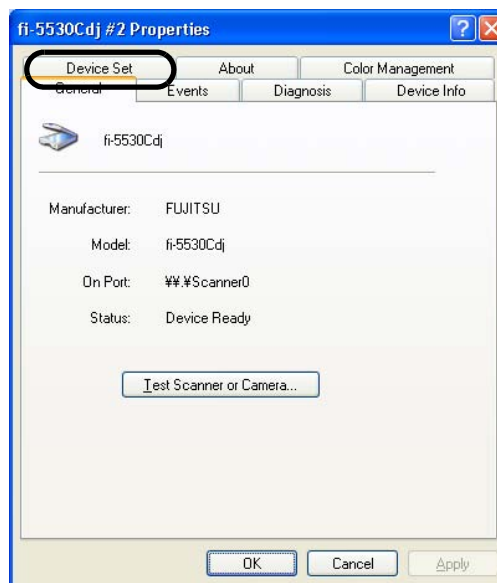 fi-5530Cdj #2 Properties
Device Set About Color Management
General Events Diagnosis Device Info
fi-5530Cdj
Manufacturer: FUJITSU
Model: fi-5530Cdj
On Port: ¥¥.¥Scanner0
Status: Device Ready
Test Scanner or Camera...
OK Cancel Apply